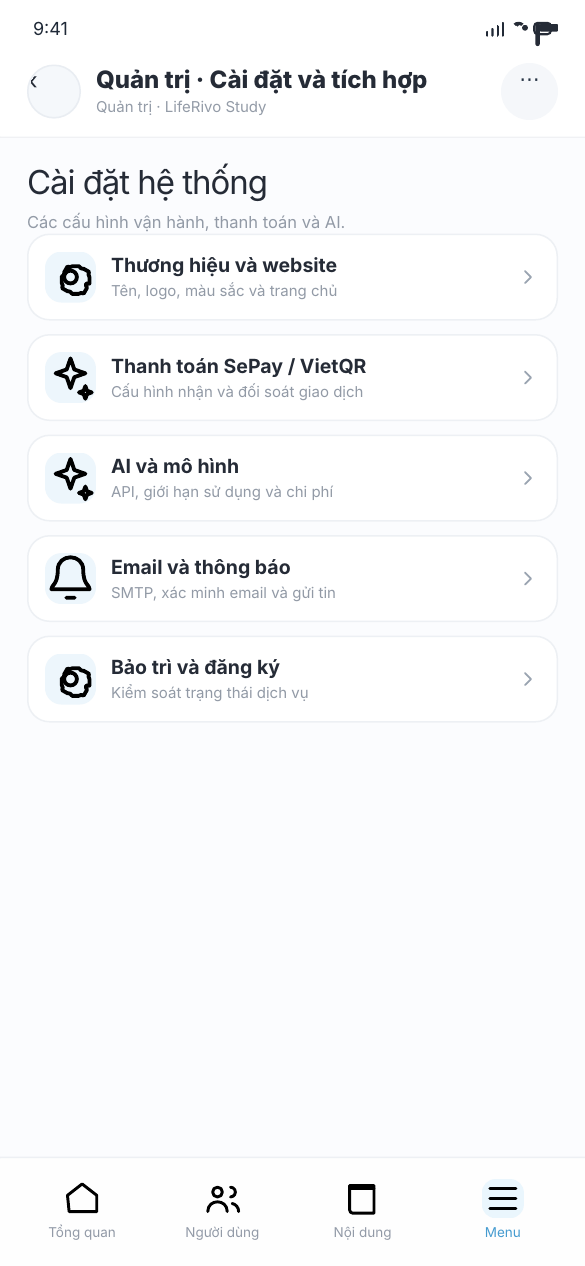 9:41
Quản trị · Cài đặt và tích hợp
Quản trị · LifeRivo Study
Cài đặt hệ thống
Các cấu hình vận hành, thanh toán và AI.
Thương hiệu và website
Tên, logo, màu sắc và trang chủ
Thanh toán SePay / VietQR
Cấu hình nhận và đối soát giao dịch
AI và mô hình
API, giới hạn sử dụng và chi phí
Email và thông báo
SMTP, xác minh email và gửi tin
Bảo trì và đăng ký
Kiểm soát trạng thái dịch vụ
Tổng quan
Người dùng
Nội dung
Menu